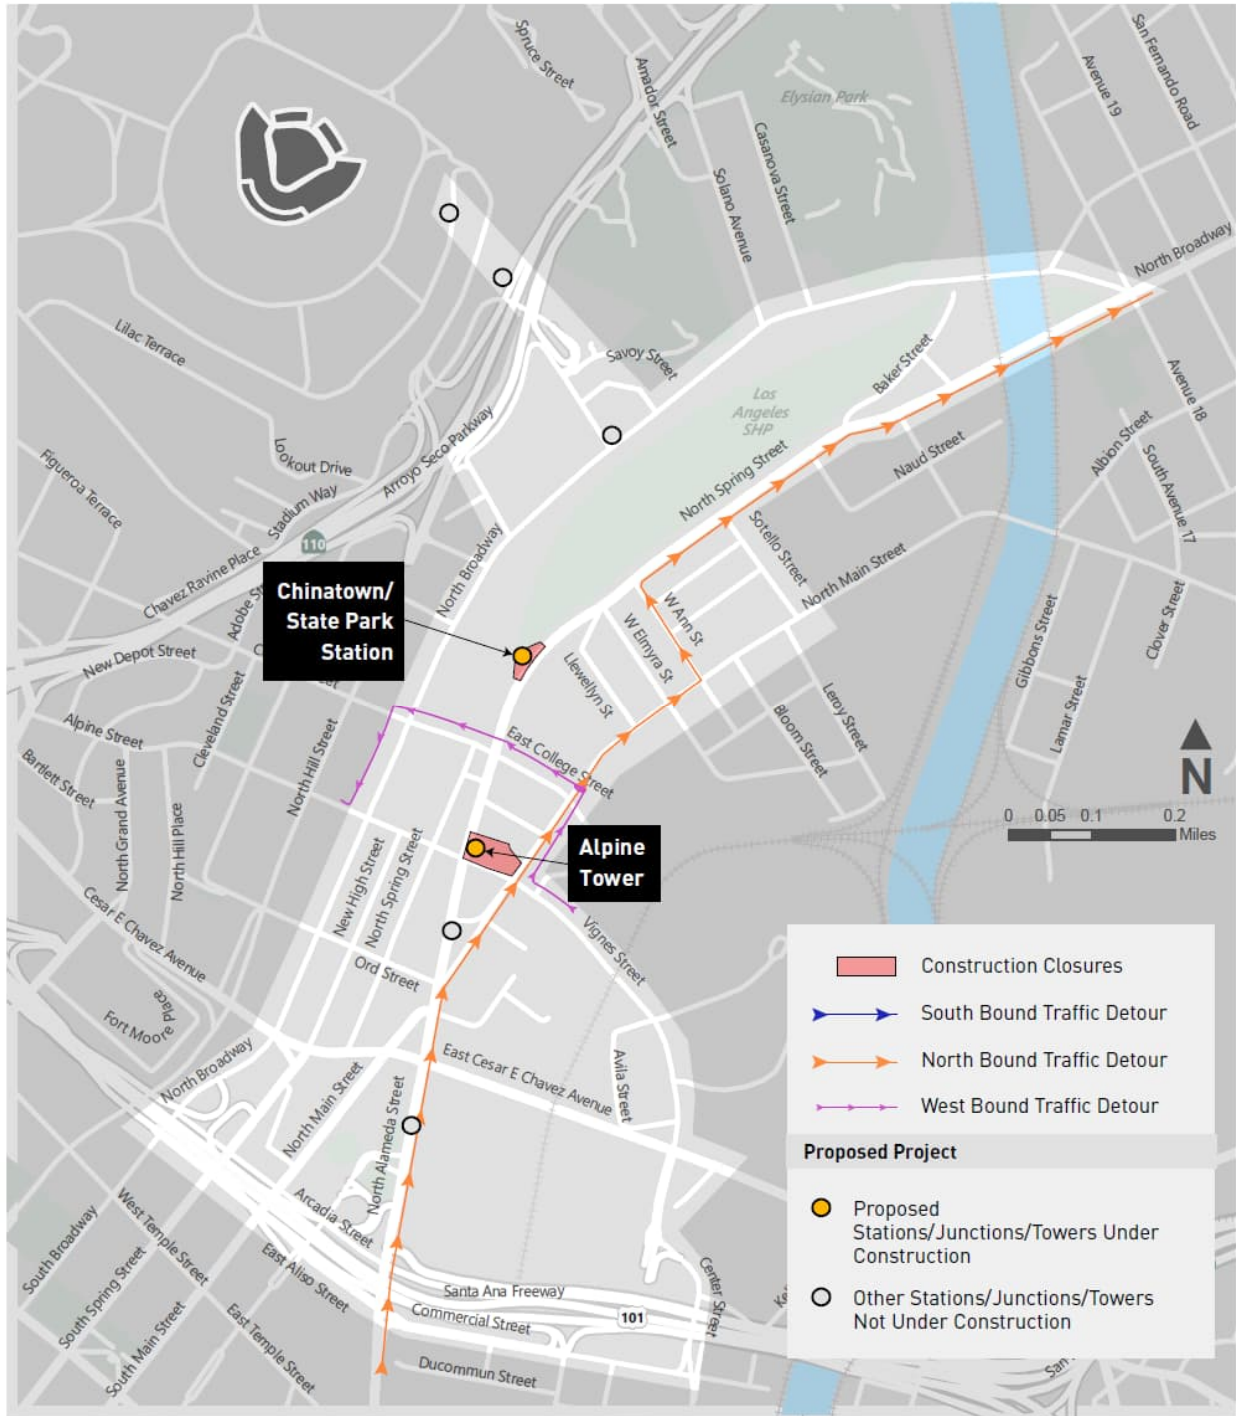 Spruce Street
Amador Street
Elysian Park
Avenue 19
San Fernando Road
Casanova Street
Solano Avenue
North Broadway
Lilac Terrace
Savoy Street
Baker Street
Los
Angeles
SHP
Avenue 18
Albion Street
South Avenue 17
Naud Street
North Spring Street
Lookout Drive
Arroyo Seco Parkway
Figueroa Terrace
Stadium Way
110
Sotello Street
North Main Street
North Broadway
Chavez Ravine Place
Adobe St
Chinatown/
State Park
Station
W Ann St
W Elmyra St
Llewellyn St
Gibbons Street
Clover Street
New Depot Street
C
Cleveland Street
Alpine Street
Bartlett Street
North Hill Street
East College Street
Bloom Street
Leroy Street
Lamar Street
N
0 0.05 0.1 0.2
Miles
North Grand Avenue
North Hill Place
New High Street
North Spring Street
Alpine
Tower
Cesar E Chavez Avenue
Ord Street
Vignes Street
Fort Moore
Place
North Broadway
North Main Street
East Cesar E Chavez Avenue
Avila Street
North Alameda Street
Arcadia Street
West Temple Street
South Broadway
South Spring Street
East Aliso Street
South Main Street
East Temple Street
Santa Ana Freeway
Commercial Street
101
Center Street
Ducommun Street
Ke
San
Construction Closures
South Bound Traffic Detour
North Bound Traffic Detour
West Bound Traffic Detour
Proposed Project
Proposed
Stations/Junctions/Towers Under
Construction
Other Stations/Junctions/Towers
Not Under Construction